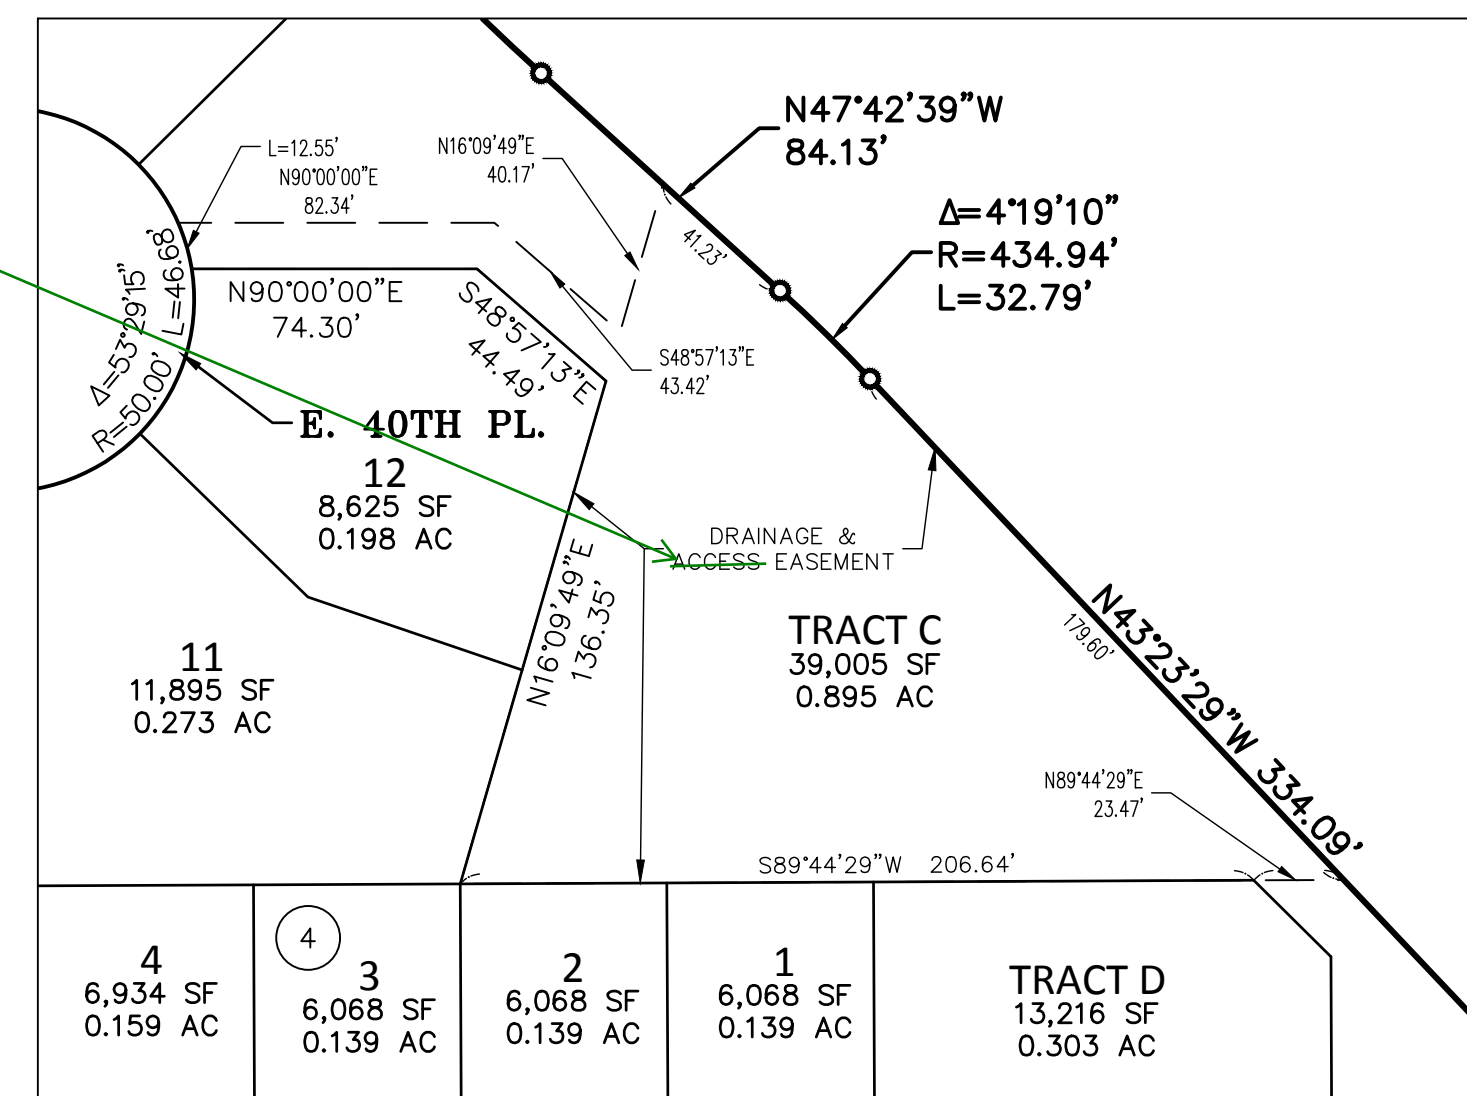 N47°42'39"W
84.13'
L=12.55'
N90°00'00"E
82.34'
N16°09'49"E
40.17'
Δ=4°19'10"
R=434.94'
L=32.79'
41.23'
L=46.68'
Δ=53°29'15"
R=50.00'
N90°00'00"E
74.30'
S48°57'13"E
44.49'
S48°57'13"E
43.42'
E. 40TH PL.
12
8,625 SF
0.198 AC
DRAINAGE &
ACCESS EASEMENT
N16°09'49"E
136.35'
TRACT C
39,005 SF
0.895 AC
179.60'
N43°23'29"W 334.09'
11
11,895 SF
0.273 AC
N89°44'29"E
23.47'
S89°44'29"W 206.64'
4
4
6,934 SF
0.159 AC
3
6,068 SF
0.139 AC
2
6,068 SF
0.139 AC
1
6,068 SF
0.139 AC
TRACT D
13,216 SF
0.303 AC